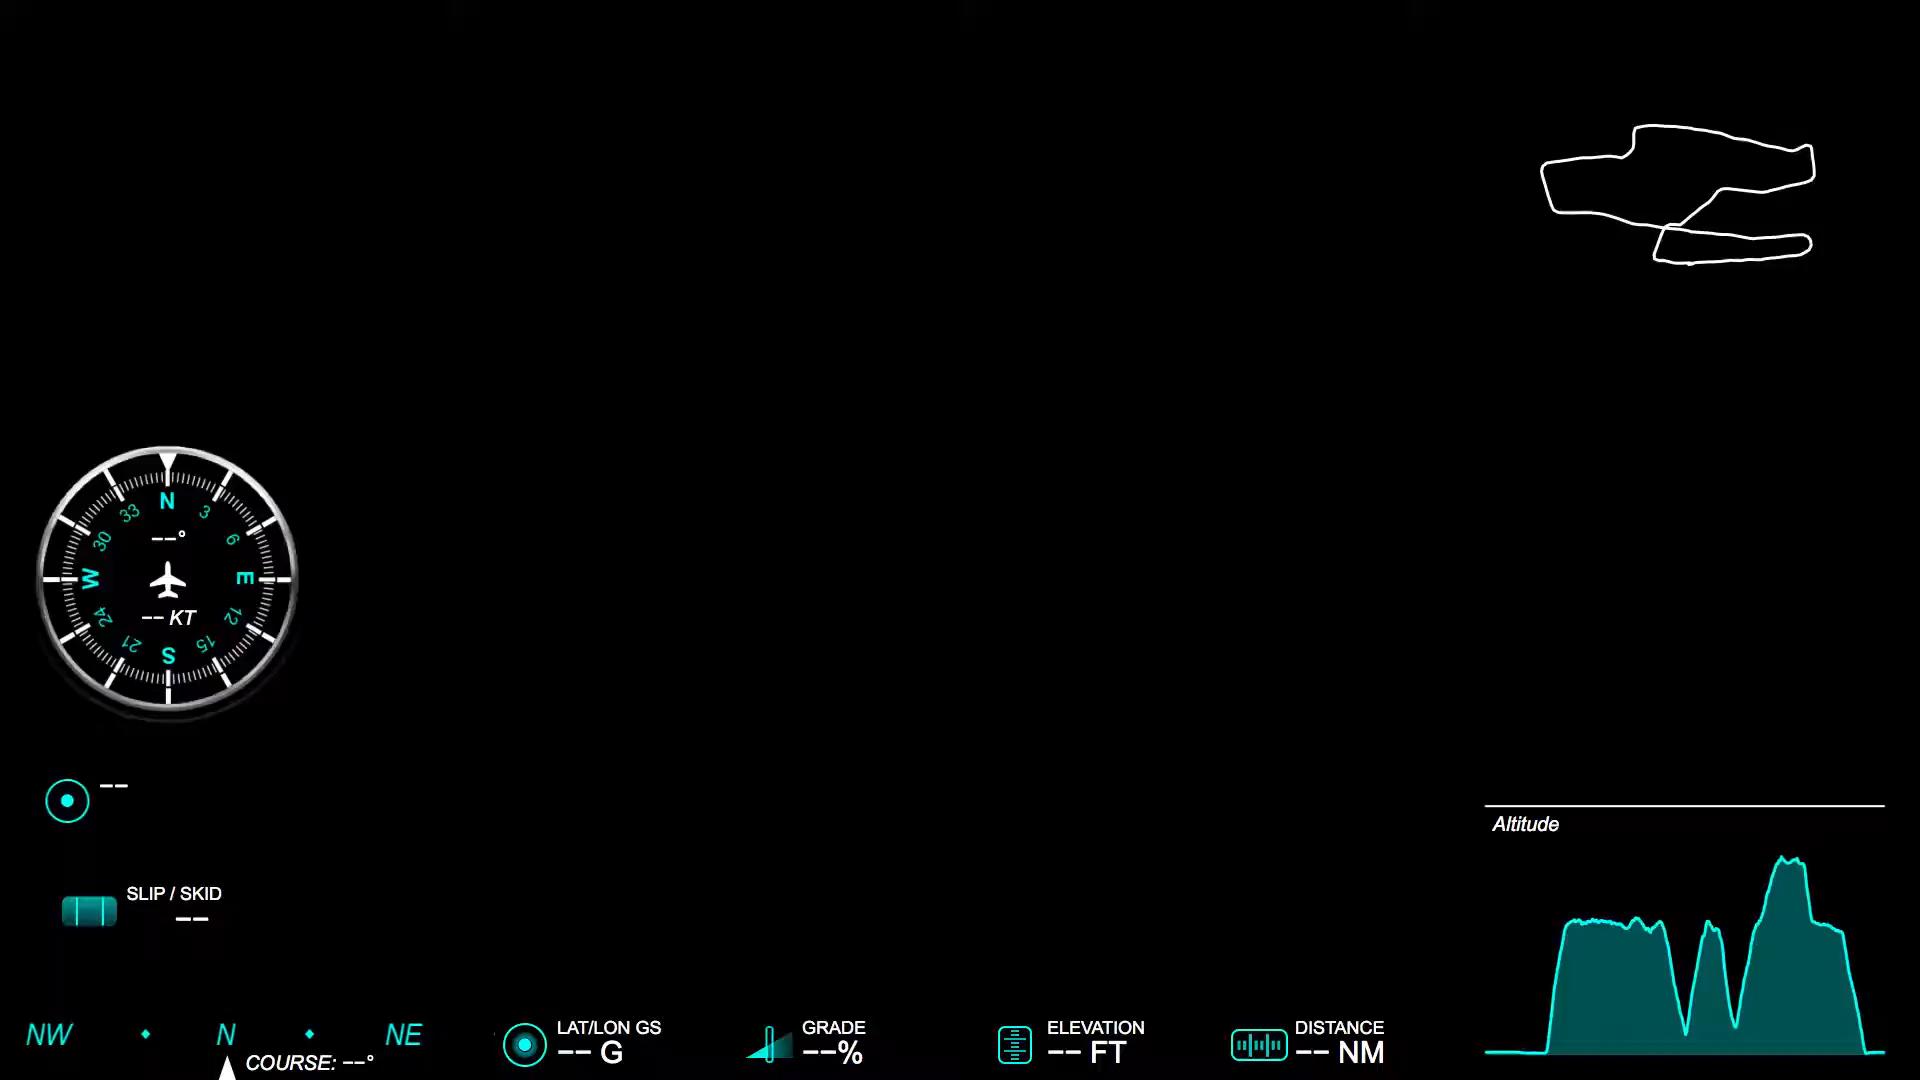 N
33
3
--°
30
6
W
E
-- KT
24
12
21
15
S
--
Altitude
SLIP / SKID
--
NW
N
NE
COURSE: --°
LAT/LON GS
-- G
GRADE
--%
ELEVATION
-- FT
DISTANCE
-- NM